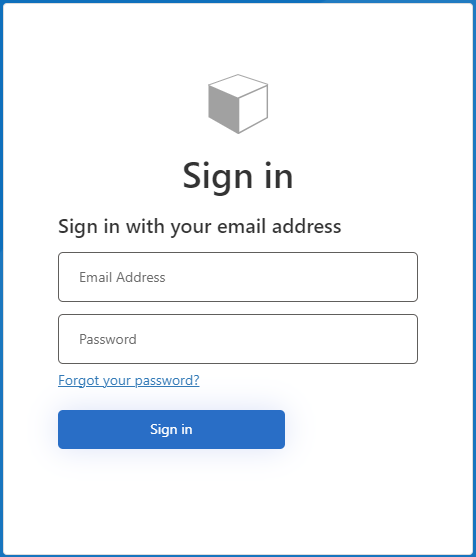 Sign in
Sign in with your email address
Email Address
Password
Forgot your password?
Sign in